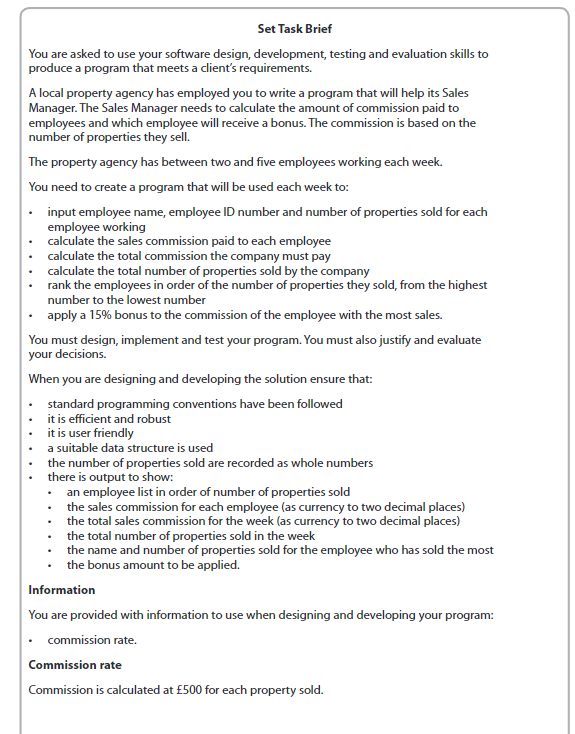 Set Task Brief
You are asked to use your software design, development, testing and evaluation skills to
produce a program that meets a client's requirements.
A local property agency has employed you to write a program that will help its Sales
Manager. The Sales Manager needs to calculate the amount of commission paid to
employees and which employee will receive a bonus. The commission is based on the
number of properties they sell.
The property agency has between two and five employees working each week.
You need to create a program that will be used each week to:
• input employee name, employee ID number and number of properties sold for each
employee working
• calculate the sales commission paid to each employee
• calculate the total commission the company must pay
• calculate the total number of properties sold by the company
• rank the employees in order of the number of properties they sold, from the highest
number to the lowest number
• apply a 15% bonus to the commission of the employee with the most sales.
You must design, implement and test your program. You must also justify and evaluate
your decisions.
When you are designing and developing the solution ensure that:
• standard programming conventions have been followed
• it is efficient and robust
• it is user friendly
• a suitable data structure is used
• the number of properties sold are recorded as whole numbers
• there is output to show:
• an employee list in order of number of properties sold
• the sales commission for each employee (as currency to two decimal places)
• the total sales commission for the week (as currency to two decimal places)
• the total number of properties sold in the week
• the name and number of properties sold for the employee who has sold the most
• the bonus amount to be applied.
Information
You are provided with information to use when designing and developing your program:
• commission rate.
Commission rate
Commission is calculated at £500 for each property sold.